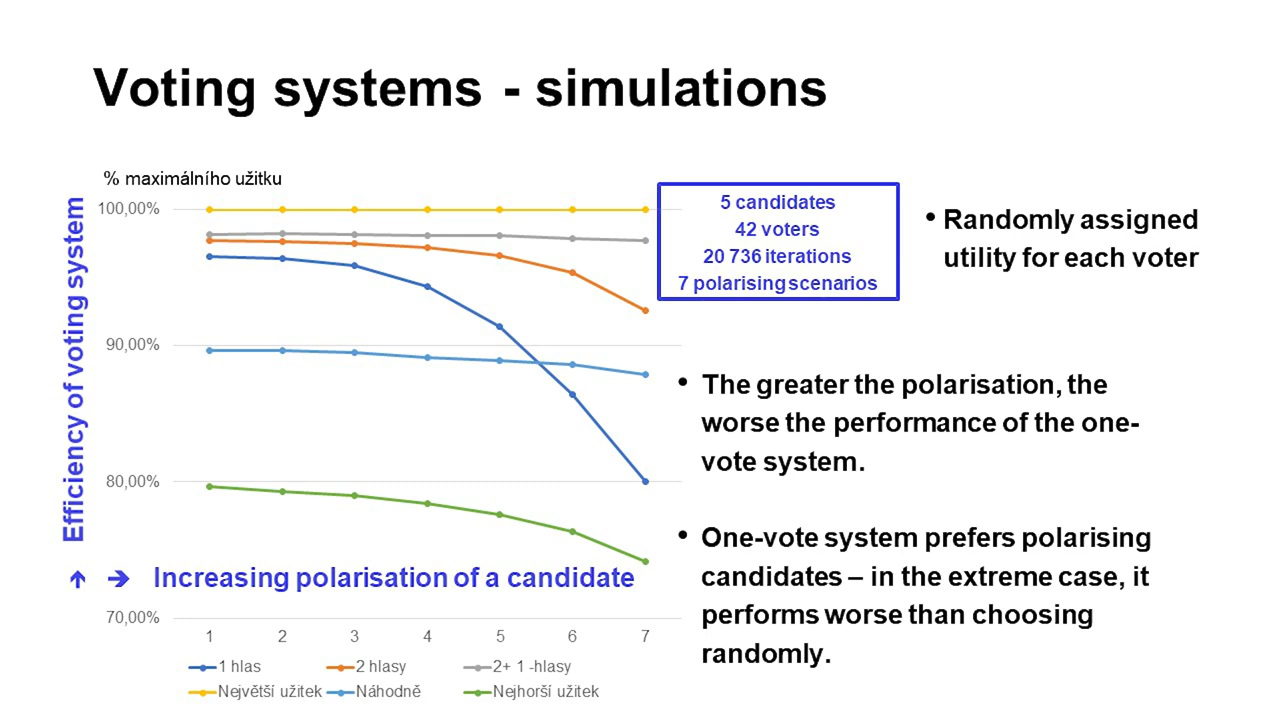 Voting systems - simulations
% maximálního užitku
Efficiency of voting system
100,00%
90,00%
80,00%
70,00%
1 2 3 4 5 6 7
Increasing polarisation of a candidate
1 hlas 2 hlasy 2+ 1 -hlasy
Největší užitek Náhodně Nejhorší užitek
5 candidates
42 voters
20 736 iterations
7 polarising scenarios
• Randomly assigned
utility for each voter
• The greater the polarisation, the
worse the performance of the one-
vote system.
• One-vote system prefers polarising
candidates – in the extreme case, it
performs worse than choosing
randomly.